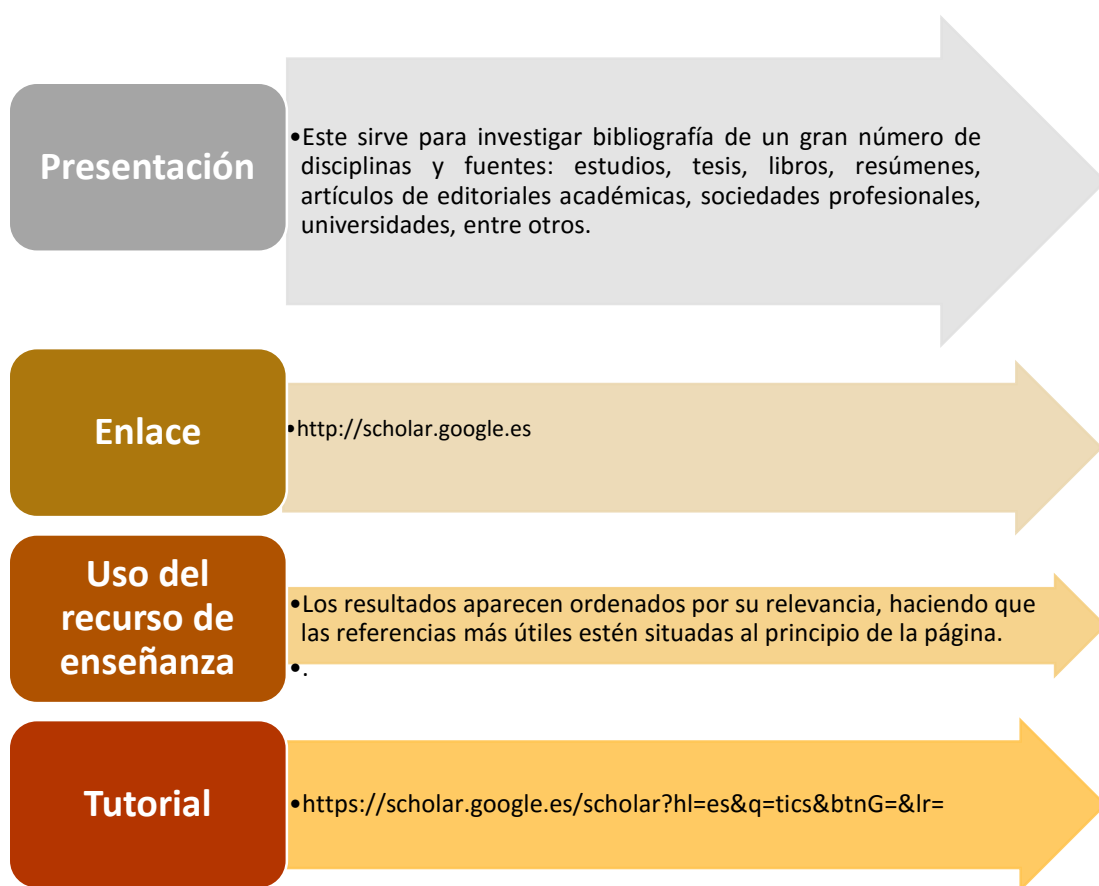 Presentación
•Este sirve para investigar bibliografía de un gran número de
disciplinas y fuentes: estudios, tesis, libros, resúmenes,
artículos de editoriales académicas, sociedades profesionales,
universidades, entre otros.
Enlace
•http://scholar.google.es
Uso del
recurso de
enseñanza
•Los resultados aparecen ordenados por su relevancia, haciendo que
las referencias más útiles estén situadas al principio de la página.
•.
Tutorial
•https://scholar.google.es/scholar?hl=es&q=tics&btnG=&lr=